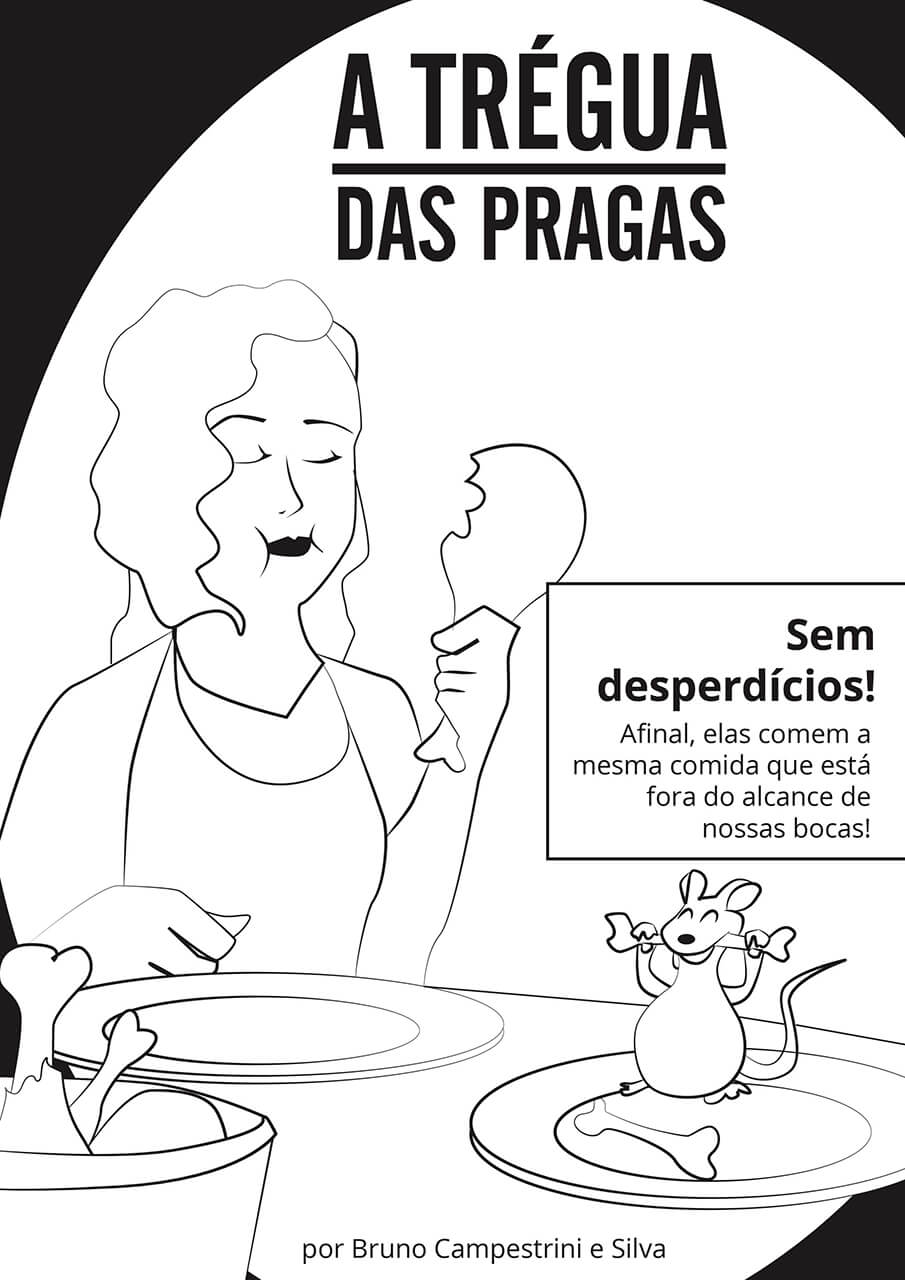 A TRÉGUA
DAS PRAGAS
Sem
desperdícios!
Afinal, elas comem a
mesma comida que está
fora do alcance de
nossas bocas!
por Bruno Campestrini e Silva